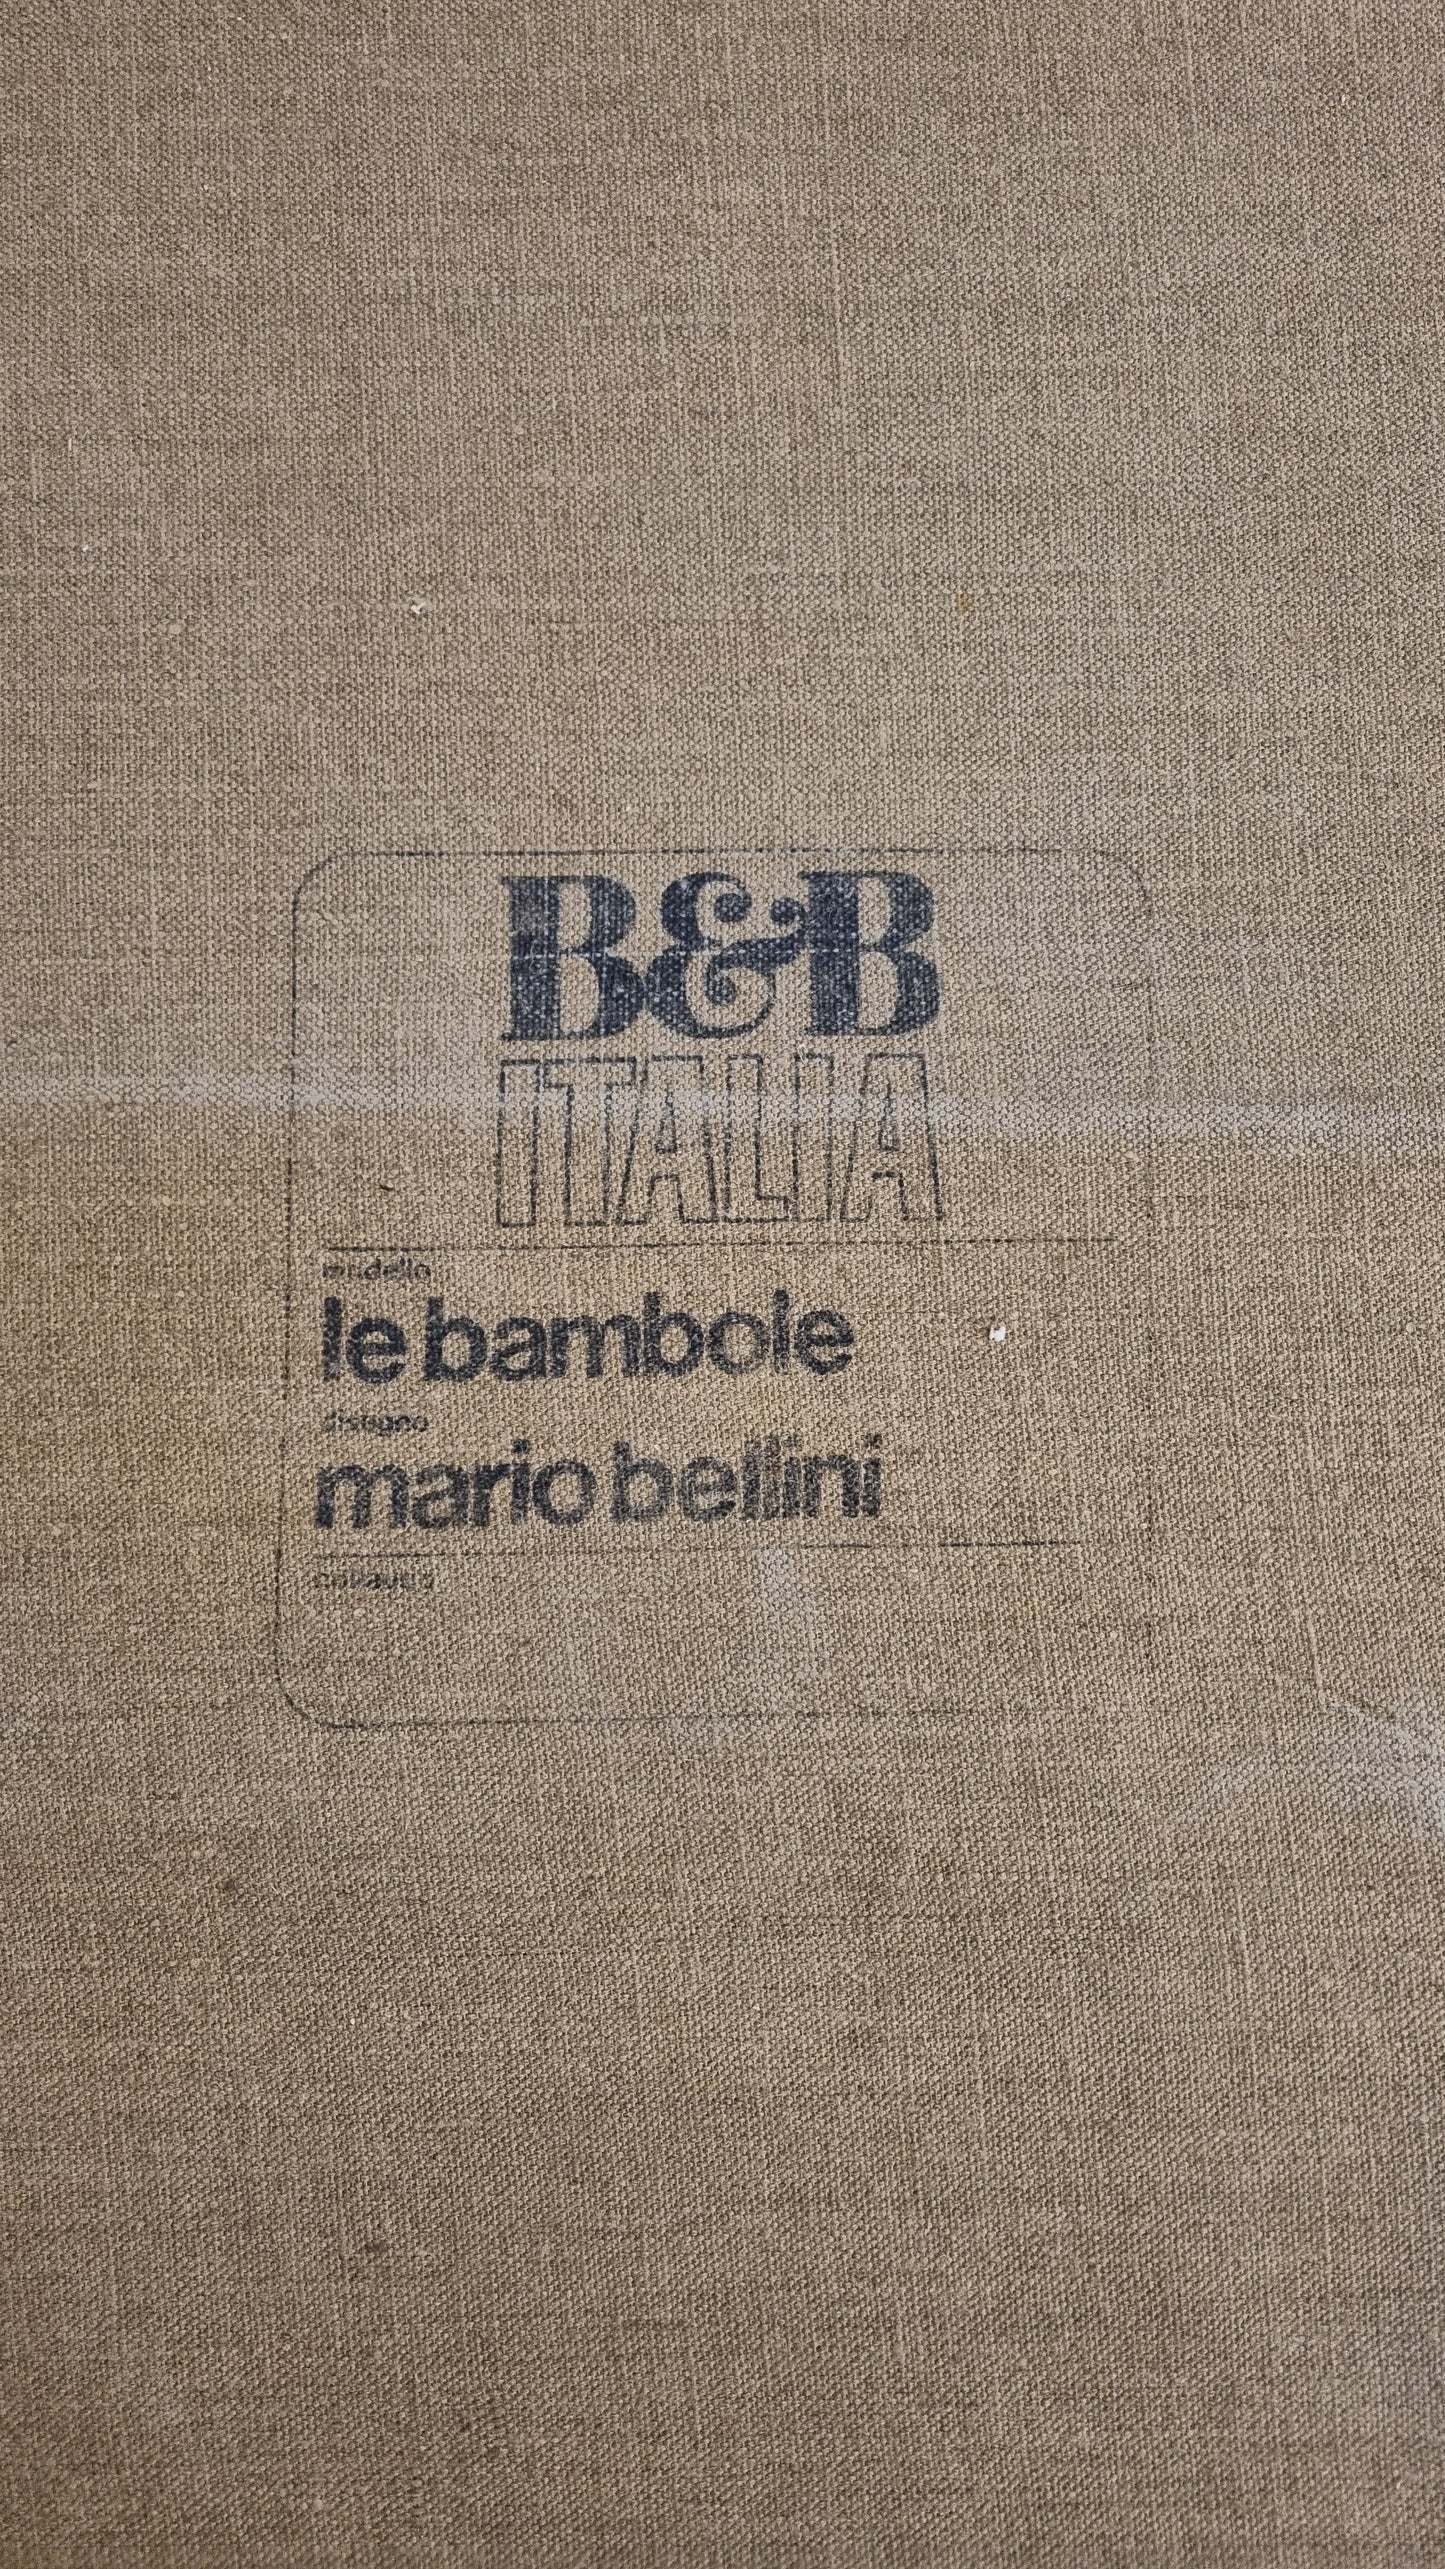 B&B
ITALIA
modello
le bambole
disegno
mario bellini